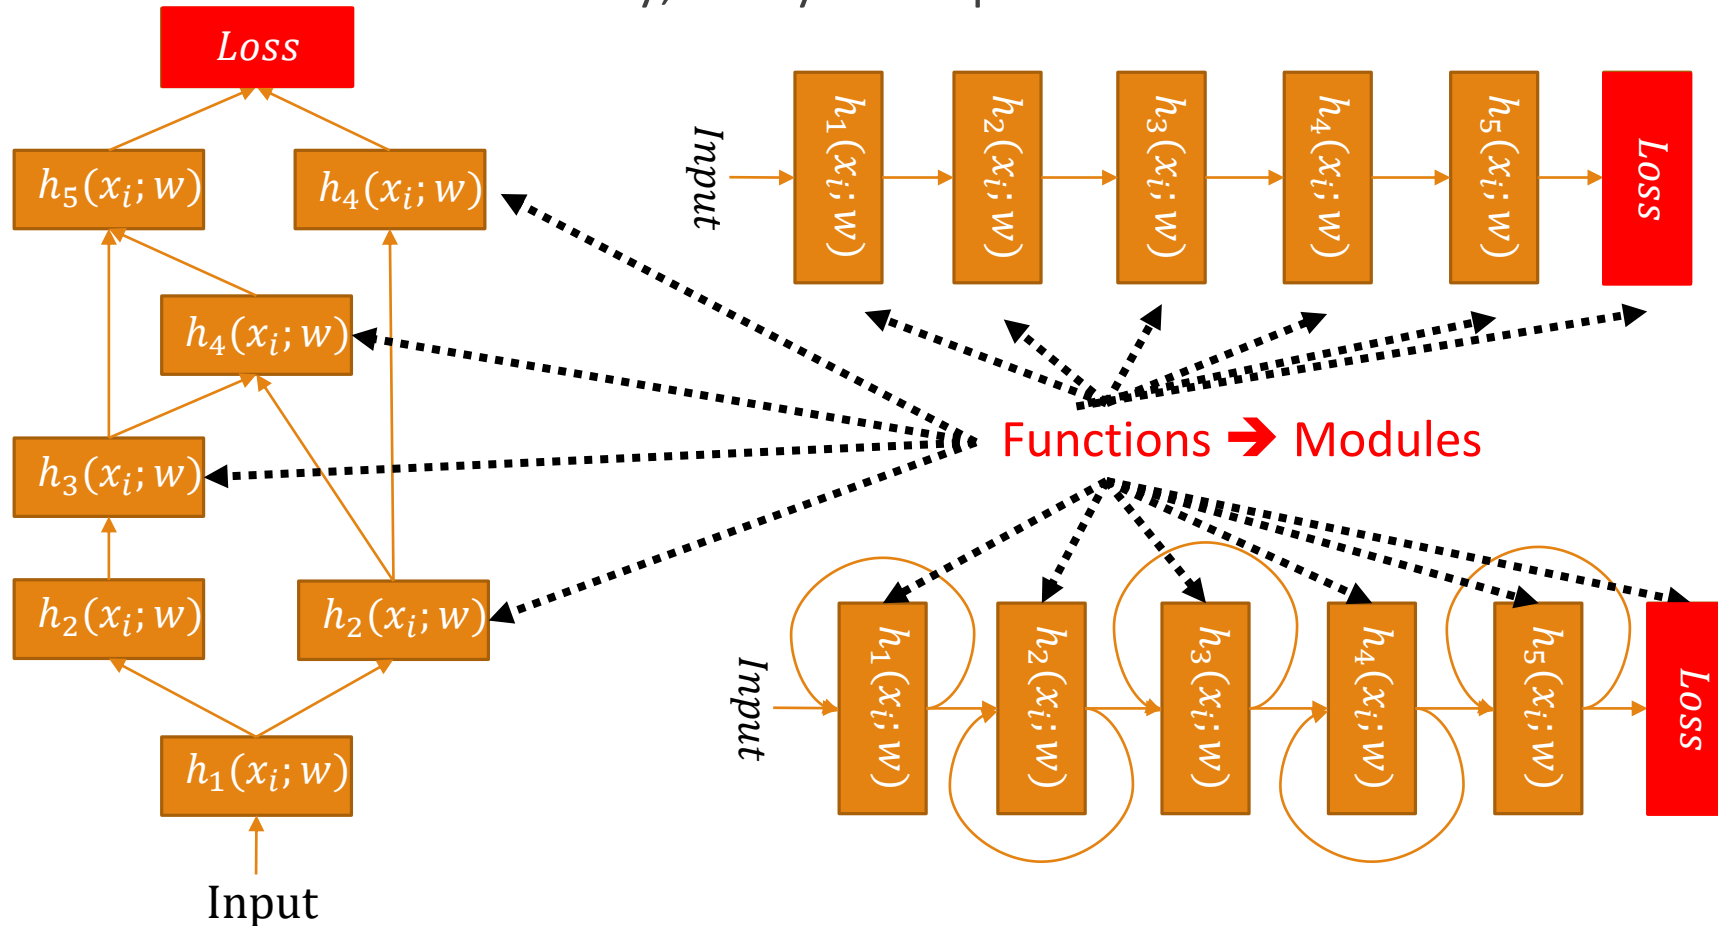 Loss
h₅(xᵢ; w)
h₄(xᵢ; w)
h₄(xᵢ; w)
h₃(xᵢ; w)
h₂(xᵢ; w)
h₂(xᵢ; w)
h₁(xᵢ; w)
Input
Input
h₁(xᵢ; w)
h₂(xᵢ; w)
h₃(xᵢ; w)
h₄(xᵢ; w)
h₅(xᵢ; w)
Loss
Functions ➔ Modules
Input
h₁(xᵢ; w)
h₂(xᵢ; w)
h₃(xᵢ; w)
h₄(xᵢ; w)
h₅(xᵢ; w)
Loss